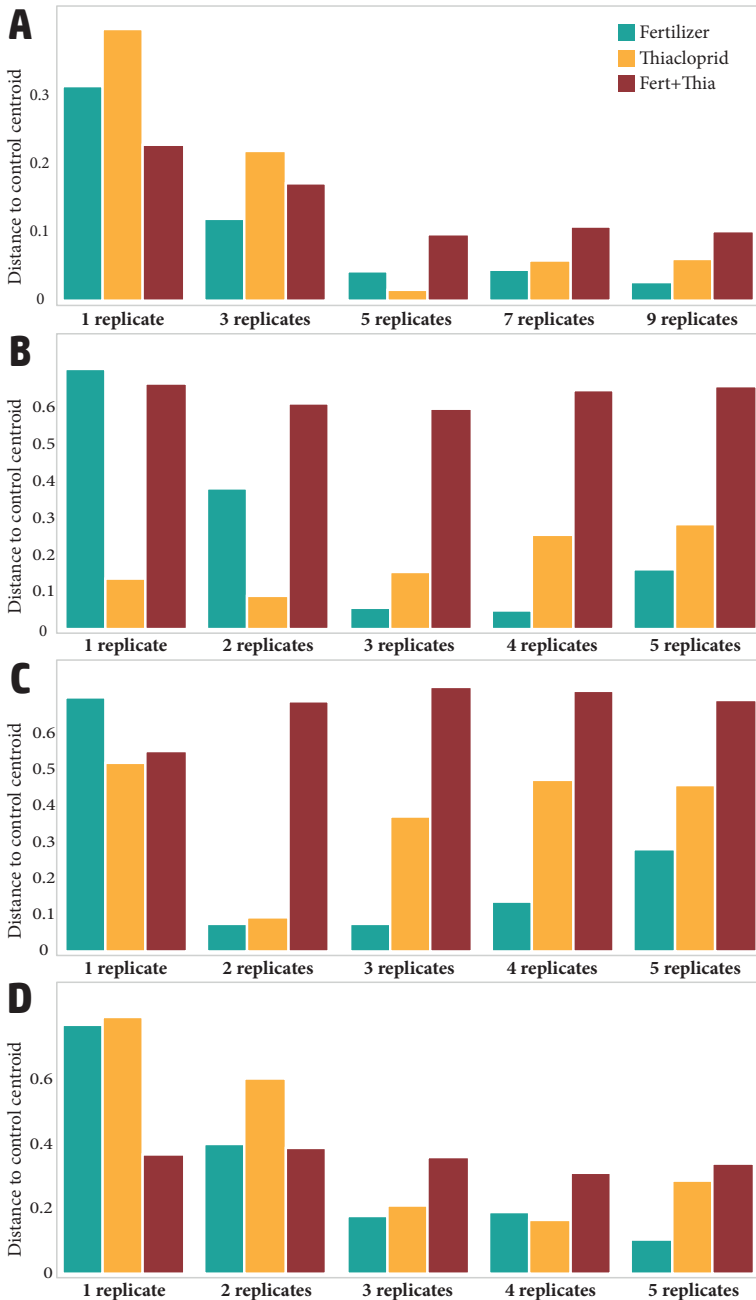 A
Distance to control centroid
0.3
0.2
0.1
0
Fertilizer
Thiacloprid
Fert+Thia
1 replicate 3 replicates 5 replicates 7 replicates 9 replicates
B
Distance to control centroid
0.6
0.5
0.4
0.3
0.2
0.1
0
1 replicate 2 replicates 3 replicates 4 replicates 5 replicates
C
Distance to control centroid
0.6
0.5
0.4
0.3
0.2
0.1
0
1 replicate 2 replicates 3 replicates 4 replicates 5 replicates
D
Distance to control centroid
0.6
0.4
0.2
0
1 replicate 2 replicates 3 replicates 4 replicates 5 replicates